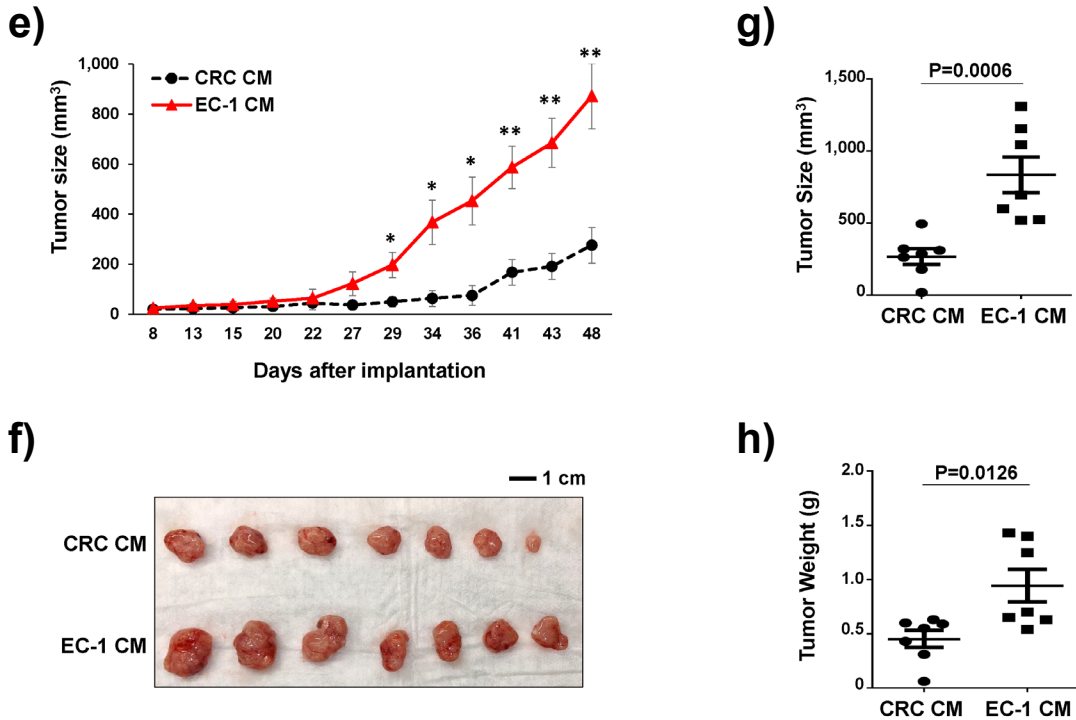 e)
Tumor size (mm³)
1,000
800
600
400
200
0
CRC CM
EC-1 CM
*
*
*
**
**
**
8 13 15 20 22 27 29 34 36 41 43 48
Days after implantation
g)
Tumor Size (mm³)
1,500
1,000
500
0
P=0.0006
CRC CM EC-1 CM
f)
1 cm
CRC CM
EC-1 CM
h)
Tumor Weight (g)
2.0
1.5
1.0
0.5
0
P=0.0126
CRC CM EC-1 CM